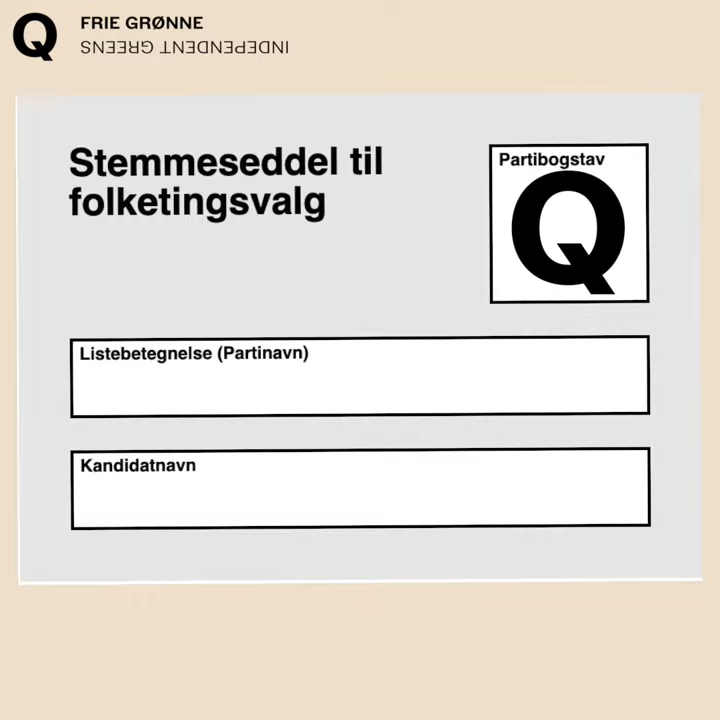 Q
FRIE GRØNNE
INDEPENDENT GREENS
Stemmeseddel til
folketingsvalg
Partibogstav
Q
Listebetegnelse (Partinavn)
Kandidatnavn